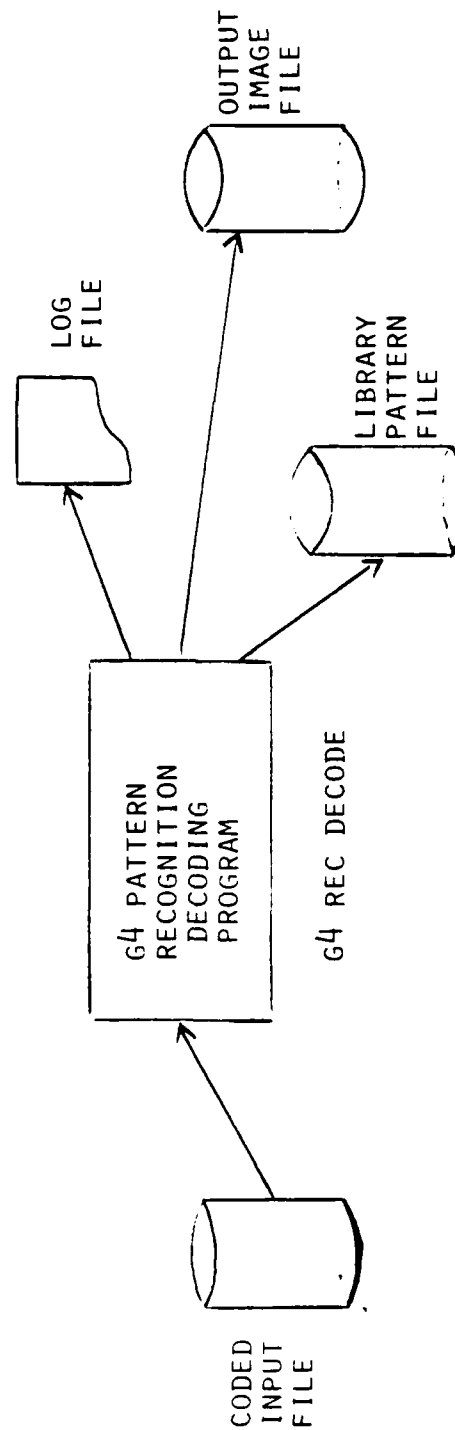 CODED
INPUT
FILE
G4 PATTERN
RECOGNITION
DECODING
PROGRAM
G4 REC DECODE
LOG
FILE
LIBRARY
PATTERN
FILE
OUTPUT
IMAGE
FILE